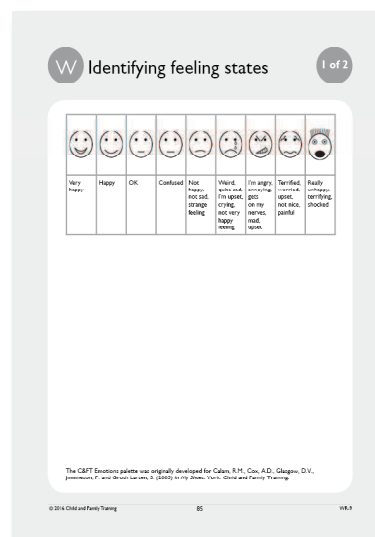 W Identifying feeling states
1 of 2
Very
happy
Happy
OK
Confused
Not
happy,
not sad,
strange
feeling
Weird,
quite sad,
I'm upset,
crying,
not very
happy
feeling
I'm angry,
annoying,
gets
on my
nerves,
mad,
upset
Terrified,
worried,
upset,
not nice,
painful
Really
unhappy,
terrifying,
shocked
The C&FT Emotions palette was originally developed for Calam, R.M., Cox, A.D., Glasgow, D.V.,
and Groth Larsen, S. (2005) In My Shoes. York: Child and Family Training.
© 2016 Child and Family Training
85